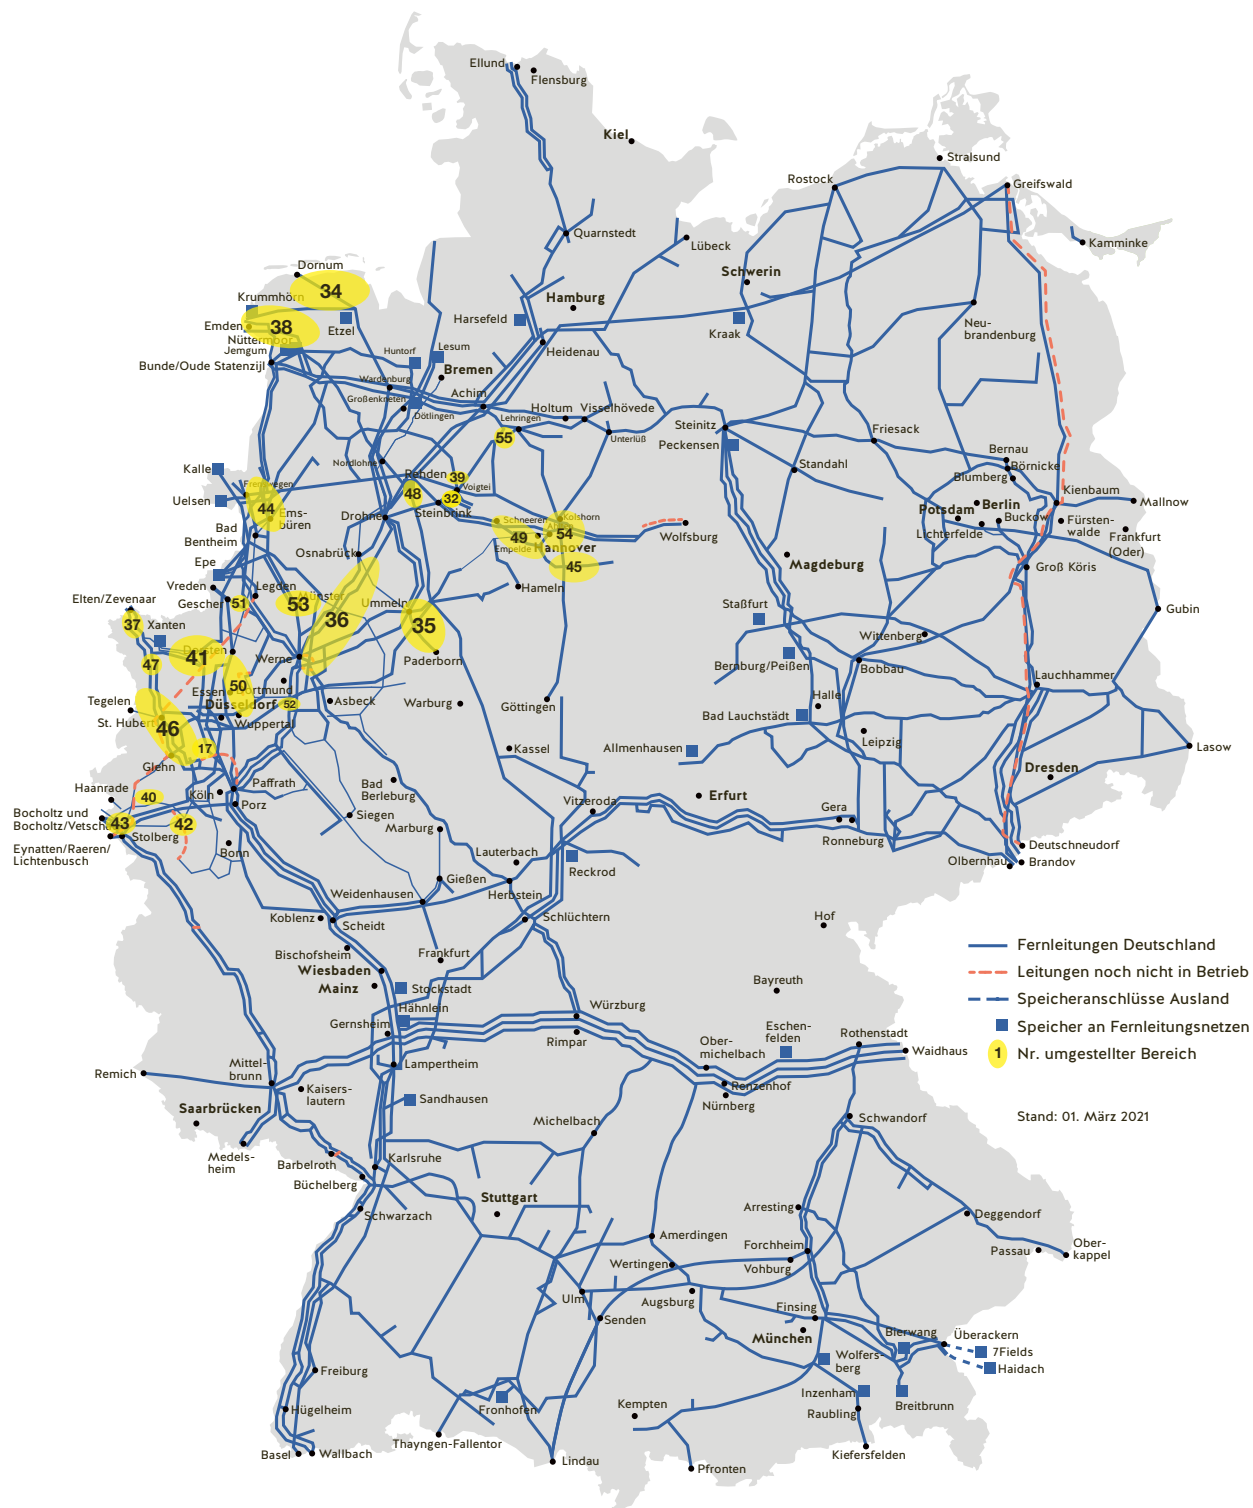 Ellund
Flensburg
Kiel
Stralsund
Rostock
Greifswald
Quarnstedt
Lübeck
Kamminke
Dornum
Schwerin
34
Krummhörn
Hamburg
Emden
38
Etzel
Harsefeld
Kraak
Neu-
brandenburg
Nüttermoor
Jemgum
Heidenau
Bunde/Oude Statenzijl
Huntorf
Lesum
Bremen
Wardenburg
Großenkneten
Achim
Dötlingen
Holtum
Visselhövede
Lehringen
55
Unterlüß
Steinitz
Peckensen
Friesack
Bernau
Börnicke
Blumberg
Standahl
Kalle
Nordlohne
Frenswegen
Rehden
39
Voigtei
Uelsen
44
48
32
Steinbrink
Ems-
büren
Drohne
Schneeren
Kolshorn
Kienbaum
Mallnow
Potsdam
Berlin
Buckow
Lichterfelde
Fürsten-
walde
Frankfurt
(Oder)
Bad
Bentheim
49
54
Empelde
Hannover
Wolfsburg
Osnabrück
45
Magdeburg
Groß Köris
Epe
Vreden
Legden
Hameln
Elten/Zevenaar
Gescher
51
53
Münster
Ummeln
36
35
Staßfurt
Gubin
37
Xanten
Wittenberg
41
Dorsten
Werne
Paderborn
Bernburg/Peißen
Bobbau
47
Essen
50
Dortmund
Lauchhammer
Tegelen
Düsseldorf
52
Asbeck
Warburg
Göttingen
Halle
Bad Lauchstädt
St. Hubert
46
Wuppertal
17
Kassel
Allmenhausen
Leipzig
Lasow
Glehn
Dresden
Haanrade
40
Köln
Paffrath
Bad
Berleburg
Vitzeroda
Erfurt
Porz
Bocholtz und
Bocholtz/Vetschau
43
42
Siegen
Gera
Stolberg
Marburg
Ronneburg
Eynatten/Raeren/
Lichtenbusch
Bonn
Lauterbach
Reckrod
Deutschneudorf
Olbernhau
Brandov
Weidenhausen
Gießen
Herbstein
Koblenz
Scheidt
Schlüchtern
Hof
Bischofsheim
Frankfurt
Fernleitungen Deutschland
Wiesbaden
Leitungen noch nicht in Betrieb
Mainz
Stockstadt
Bayreuth
Speicheranschlüsse Ausland
Hähnlein
Würzburg
Speicher an Fernleitungsnetzen
Gernsheim
Rimpar
Eschen-
felden
Ober-
michelbach
Rothenstadt
Waidhaus
1
Nr. umgestellter Bereich
Remich
Mittel-
brunn
Lampertheim
Kaisers-
lautern
Sandhausen
Renzenhof
Nürnberg
Saarbrücken
Michelbach
Schwandorf
Stand: 01. März 2021
Medels-
heim
Barbelroth
Karlsruhe
Büchelberg
Stuttgart
Schwarzach
Arresting
Deggendorf
Amerdingen
Forchheim
Passau
Ober-
kappel
Wertingen
Vohburg
Ulm
Augsburg
Senden
Finsing
München
Bierwang
Überackern
7Fields
Haidach
Wolfers-
berg
Freiburg
Inzenham
Breitbrunn
Hügelheim
Fronhofen
Kempten
Raubling
Basel
Wallbach
Thayngen-Fallentor
Lindau
Pfronten
Kiefersfelden